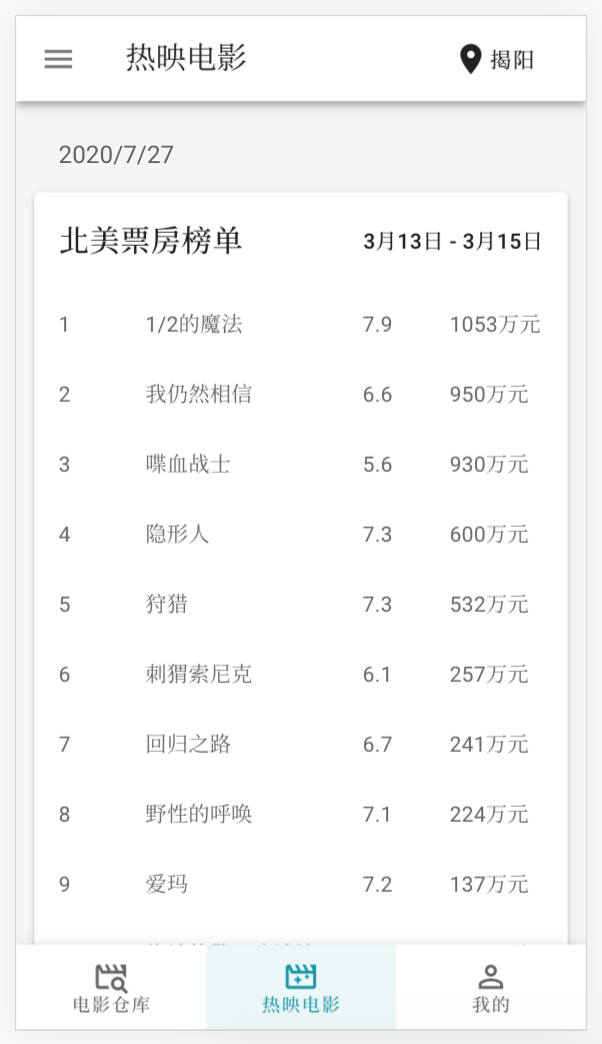 热映电影 揭阳
2020/7/27
北美票房榜单 3月13日 - 3月15日
1 1/2的魔法 7.9 1053万元
2 我仍然相信 6.6 950万元
3 喋血战士 5.6 930万元
4 隐形人 7.3 600万元
5 狩猎 7.3 532万元
6 刺猬索尼克 6.1 257万元
7 回归之路 6.7 241万元
8 野性的呼唤 7.1 224万元
9 爱玛 7.2 137万元
电影仓库 热映电影 我的